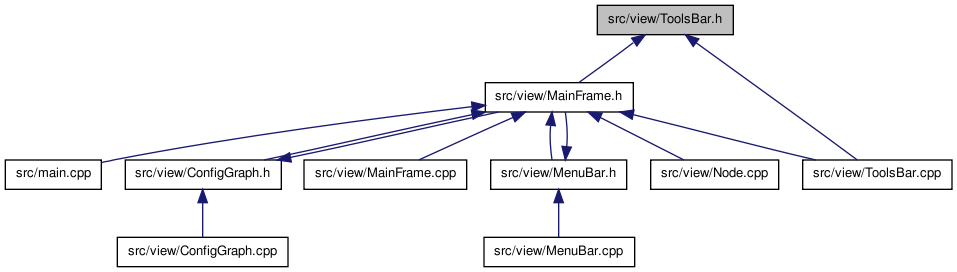 src/view/ToolsBar.h
src/view/MainFrame.h
src/main.cpp
src/view/ConfigGraph.h
src/view/MainFrame.cpp
src/view/MenuBar.h
src/view/Node.cpp
src/view/ToolsBar.cpp
src/view/ConfigGraph.cpp
src/view/MenuBar.cpp